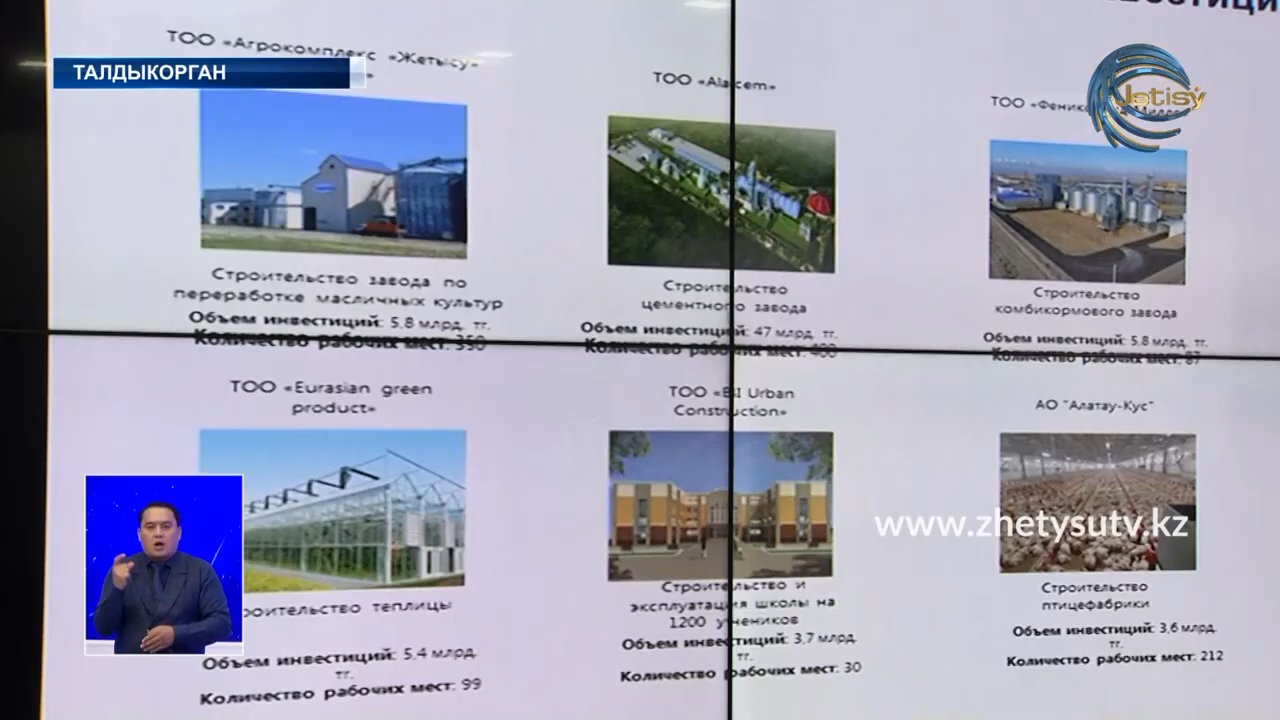 ТАЛДЫКОРГАН
Jetisy
ТОО «Агрокомплекс «Жетысу»
Строительство завода по
переработке масличных культур
Объем инвестиций: 5,8 млрд. тг.
Количество рабочих мест: 350
ТОО «Alacem»
Строительство
цементного завода
Объем инвестиций: 47 млрд. тг.
Количество рабочих мест: 400
ТОО
Строительство
комбикормового завода
Объем инвестиций: 5.8 млрд. тг.
Количество рабочих мест: 87
ТОО «Eurasian green
product»
теплицы
Объем инвестиций: 5,4 млрд.
тг.
Количество рабочих мест: 99
ТОО «BI Urban
Construction»
Строительство и
эксплуатация школы на
1200 учеников
Объем инвестиций: 3,7 млрд.
тг.
Количество рабочих мест: 30
АО "Алатау-Кус"
Строительство
птицефабрики
Объем инвестиций: 3,6 млрд.
тг.
Количество рабочих мест: 212
www.zhetysutv.kz